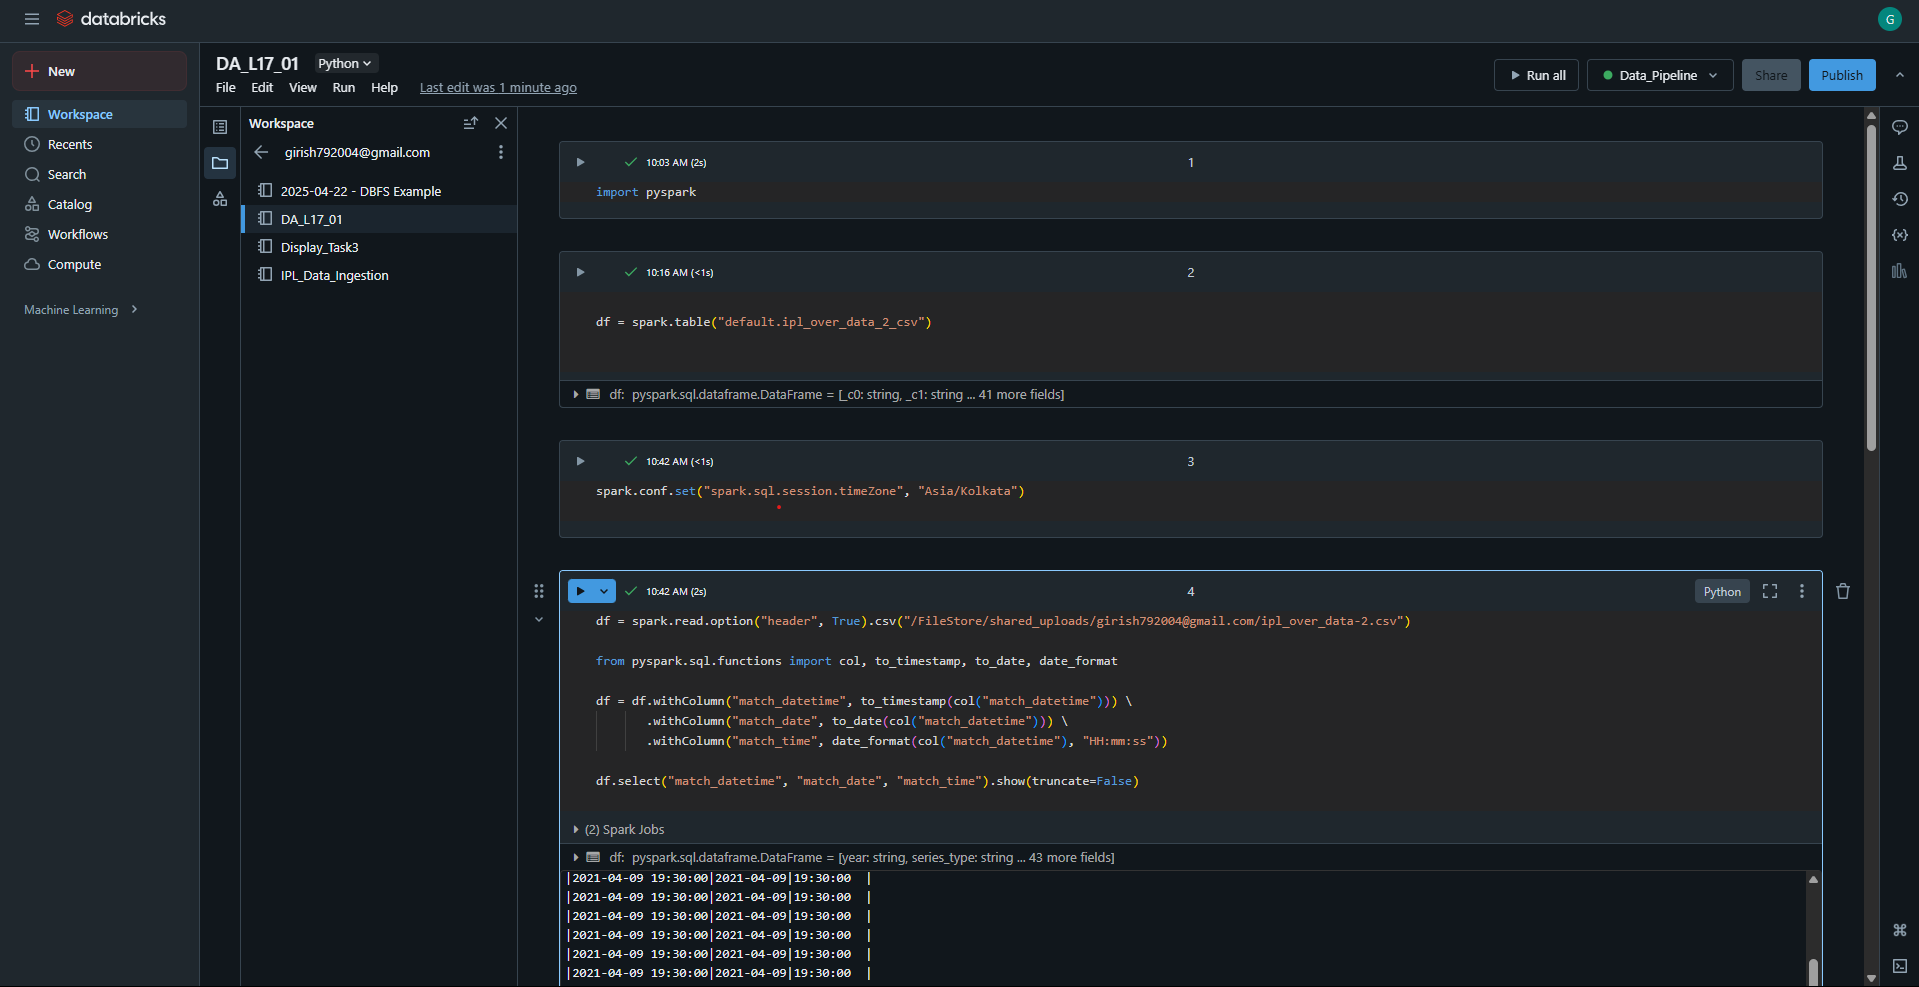 databricks
G
New
Workspace
Recents
Search
Catalog
Workflows
Compute
Machine Learning
DA_L17_01 Python
File Edit View Run Help Last edit was 1 minute ago
Run all Data_Pipeline Share Publish
Workspace
girish792004@gmail.com
2025-04-22 - DBFS Example
DA_L17_01
Display_Task3
IPL_Data_Ingestion
10:03 AM (2s) 1
import pyspark
10:16 AM (<1s) 2
df = spark.table("default.ipl_over_data_2_csv")
df: pyspark.sql.dataframe.DataFrame = [_c0: string, _c1: string ... 41 more fields]
10:42 AM (<1s) 3
spark.conf.set("spark.sql.session.timeZone", "Asia/Kolkata")
10:42 AM (2s) 4 Python
df = spark.read.option("header", True).csv("/FileStore/shared_uploads/girish792004@gmail.com/ipl_over_data-2.csv")
from pyspark.sql.functions import col, to_timestamp, to_date, date_format
df = df.withColumn("match_datetime", to_timestamp(col("match_datetime"))) \
.withColumn("match_date", to_date(col("match_datetime"))) \
.withColumn("match_time", date_format(col("match_datetime"), "HH:mm:ss"))
df.select("match_datetime", "match_date", "match_time").show(truncate=False)
(2) Spark Jobs
df: pyspark.sql.dataframe.DataFrame = [year: string, series_type: string ... 43 more fields]
|2021-04-09 19:30:00|2021-04-09|19:30:00 |
|2021-04-09 19:30:00|2021-04-09|19:30:00 |
|2021-04-09 19:30:00|2021-04-09|19:30:00 |
|2021-04-09 19:30:00|2021-04-09|19:30:00 |
|2021-04-09 19:30:00|2021-04-09|19:30:00 |
|2021-04-09 19:30:00|2021-04-09|19:30:00 |